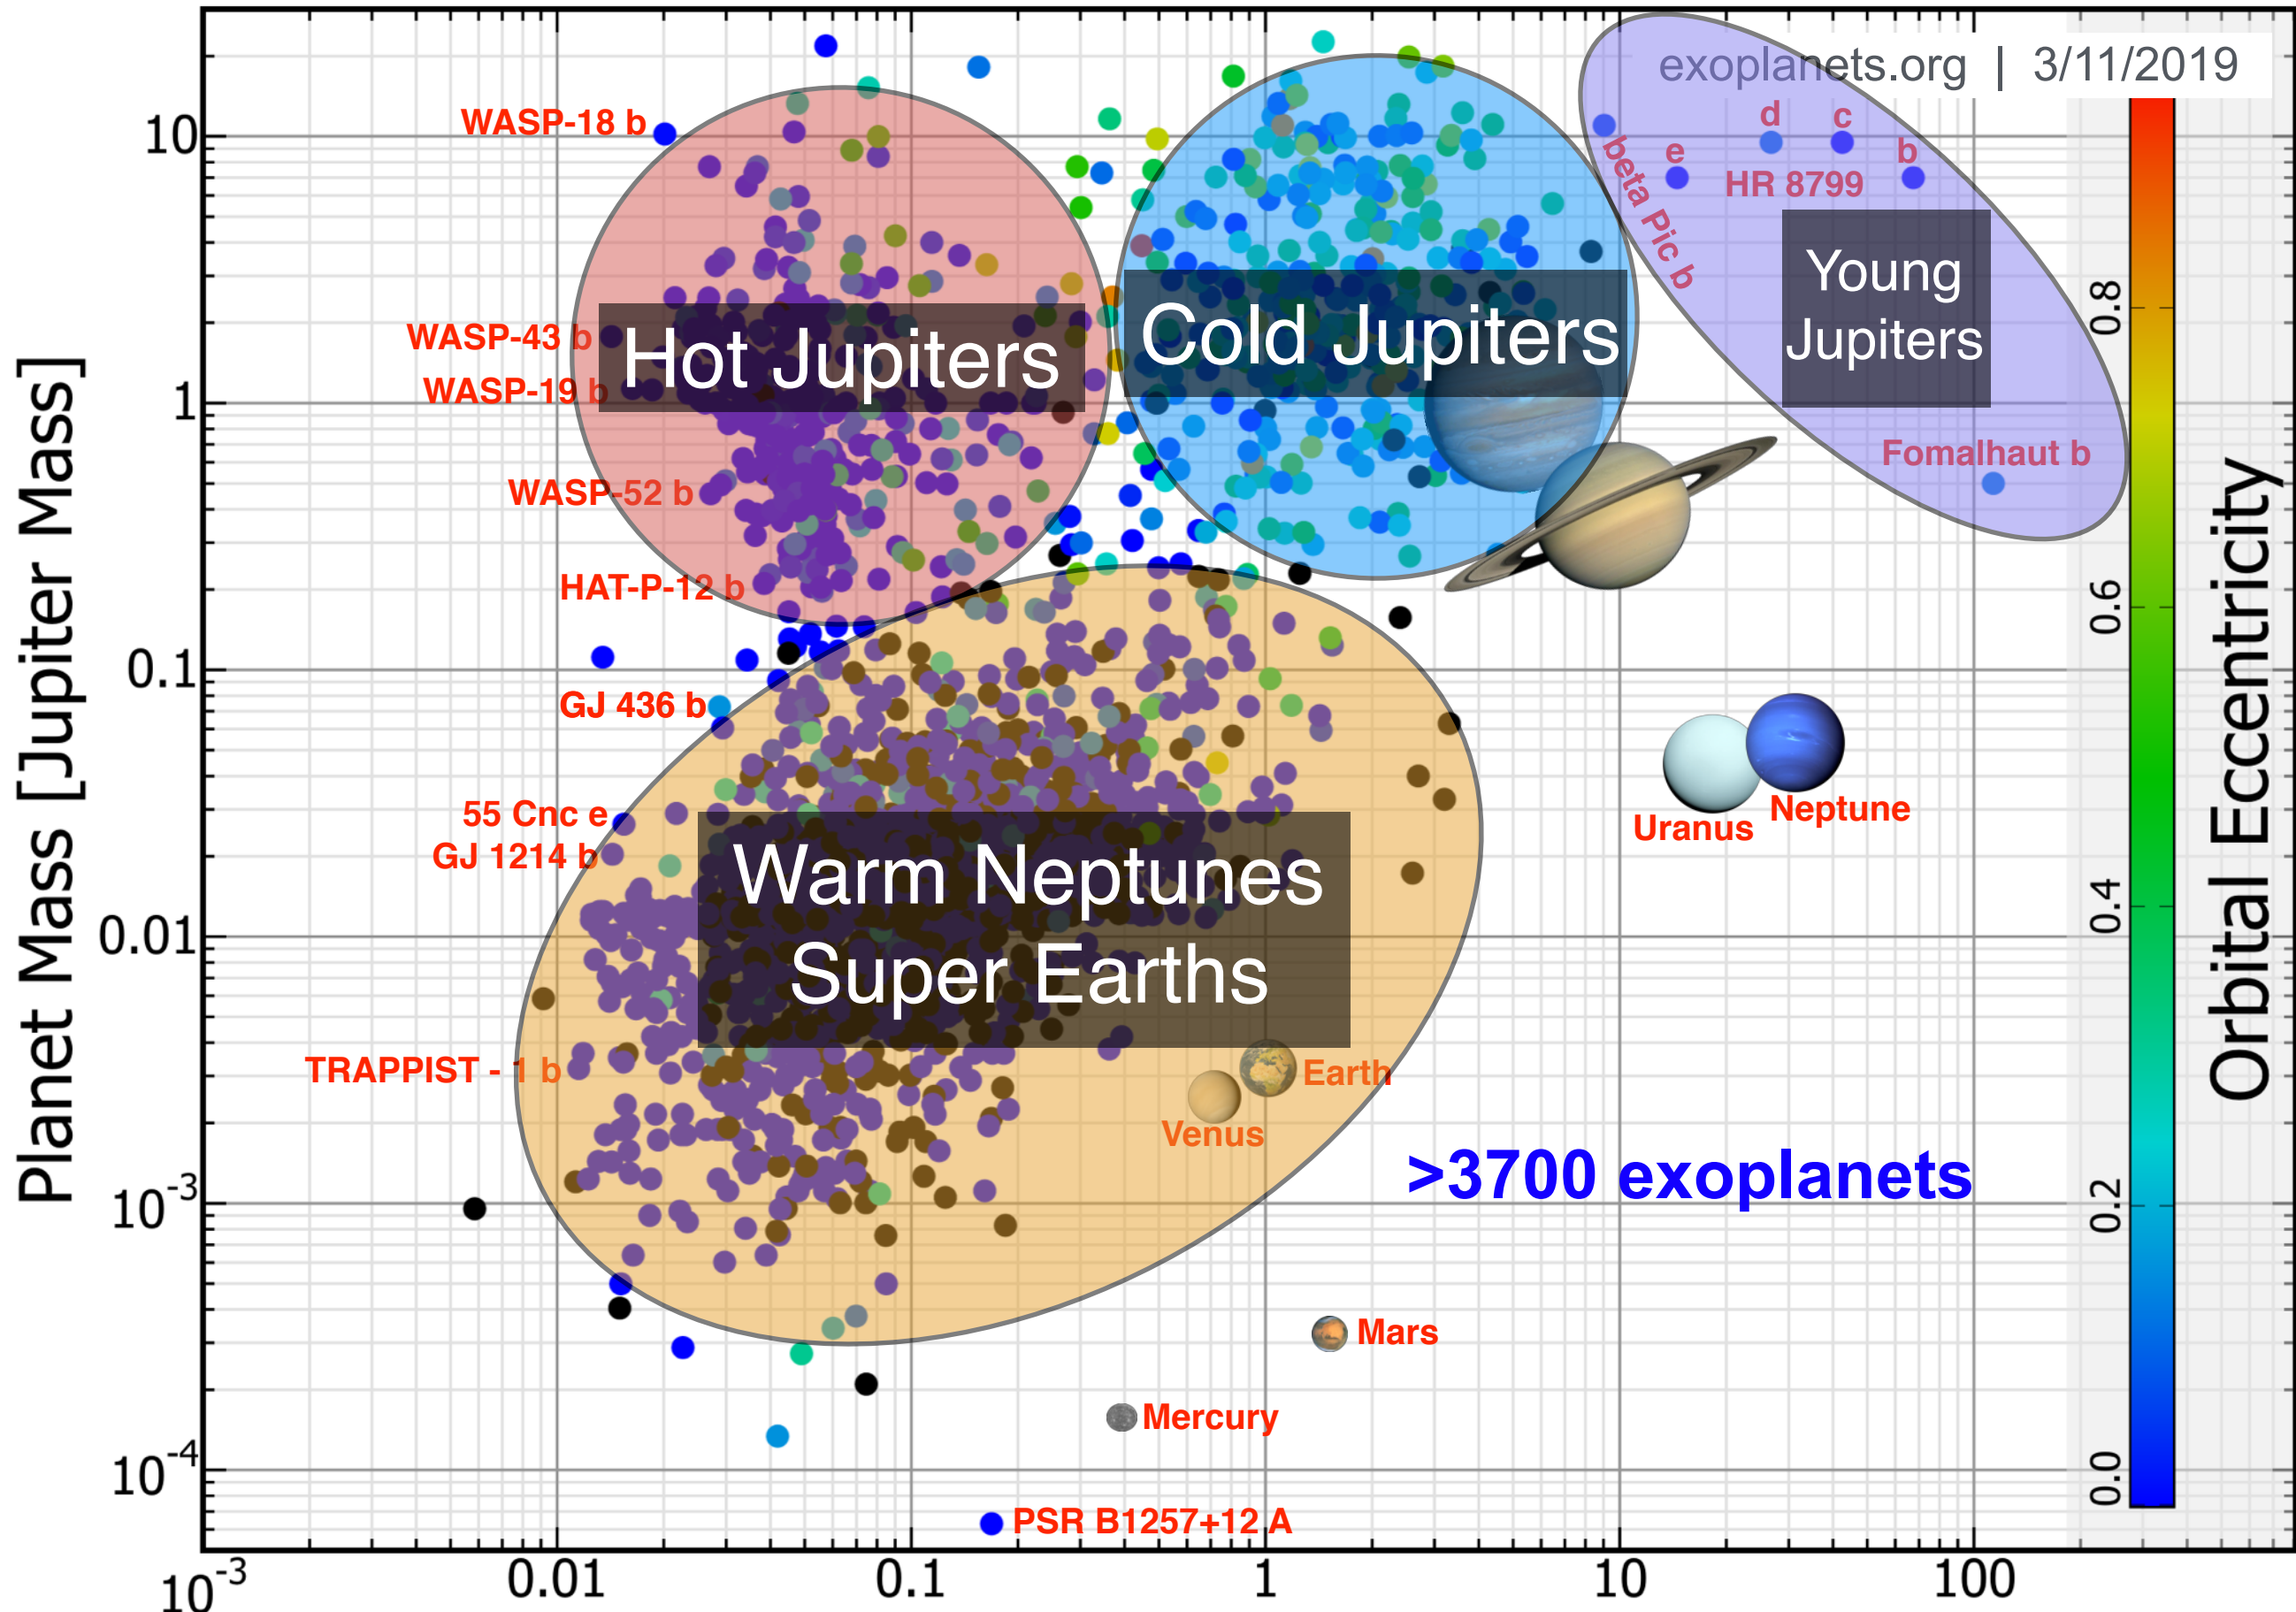 exoplanets.org | 3/11/2019
Planet Mass [Jupiter Mass]
10
1
0.1
0.01
10-3
10-4
10-3
0.01
0.1
1
10
100
Orbital Eccentricity
0.8
0.6
0.4
0.2
0.0
WASP-18 b
WASP-43 b
WASP-19 b
WASP-52 b
HAT-P-12 b
GJ 436 b
55 Cnc e
GJ 1214 b
TRAPPIST - 1 b
Hot Jupiters
Cold Jupiters
Young
Jupiters
beta Pic b
e
d
c
b
HR 8799
Fomalhaut b
Warm Neptunes
Super Earths
Uranus
Neptune
Earth
Venus
>3700 exoplanets
Mars
Mercury
PSR B1257+12 A